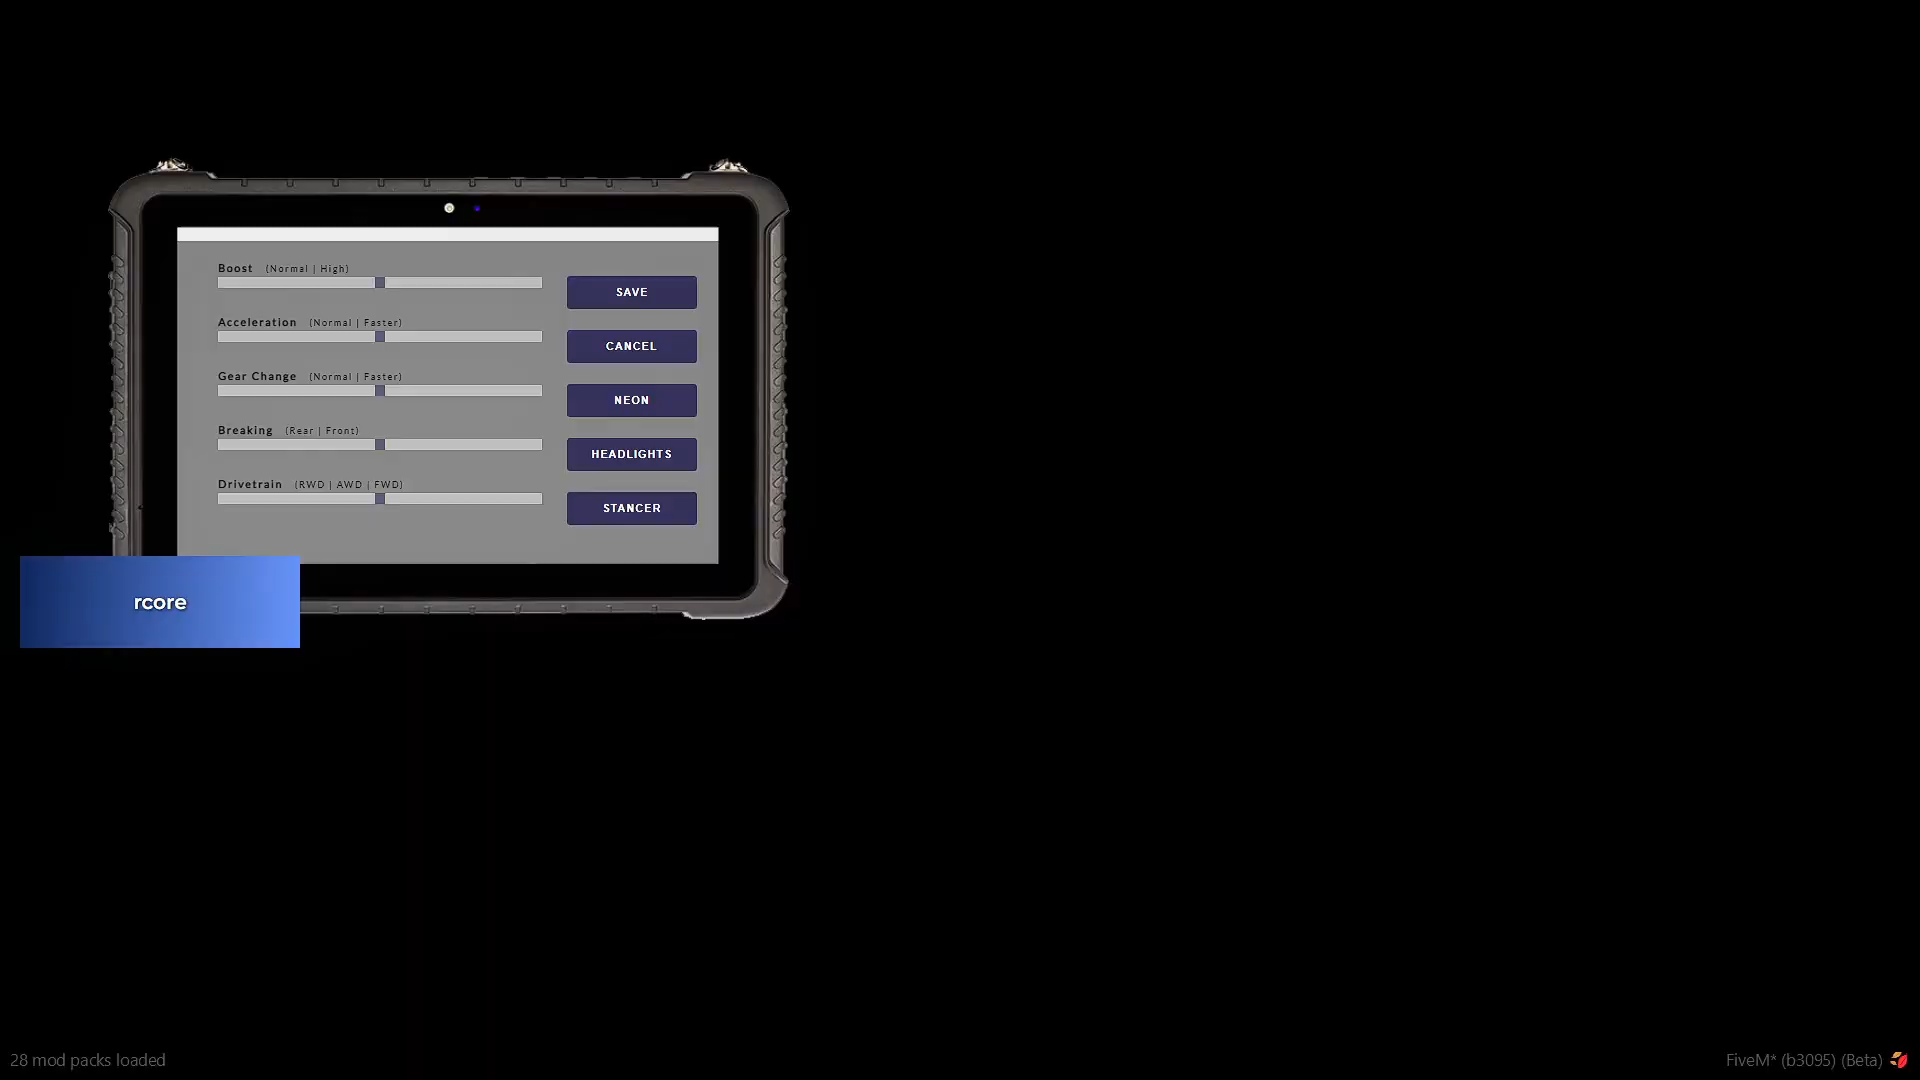 Boost (Normal | High)
SAVE
Acceleration (Normal | Faster)
CANCEL
Gear Change (Normal | Faster)
NEON
Breaking (Rear | Front)
HEADLIGHTS
Drivetrain (RWD | AWD | FWD)
STANCER
rcore
28 mod packs loaded
FiveM* (b3095) (Beta)